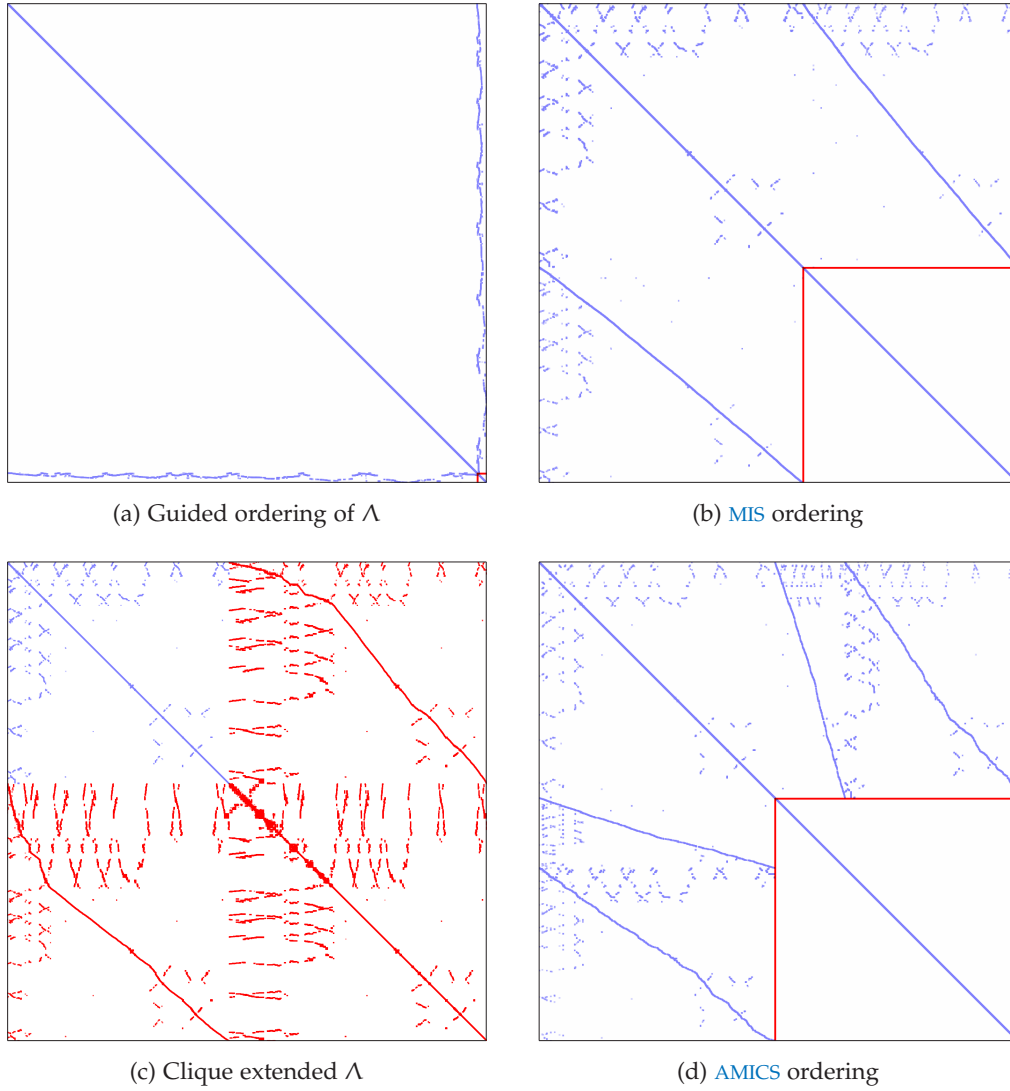 (a) Guided ordering of Λ
(b) MIS ordering
(c) Clique extended Λ
(d) AMICS ordering